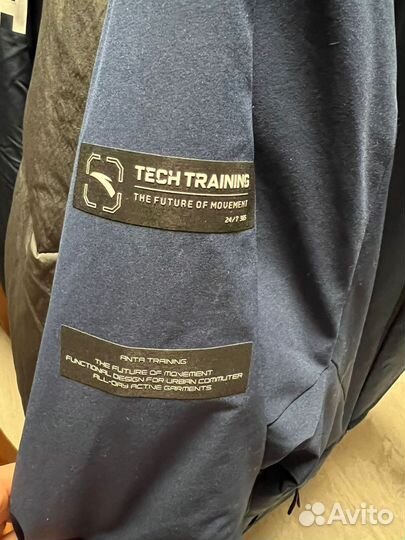 TECH TRAINING
THE FUTURE OF MOVEMENT
24/7 365
ANTA TRAINING
THE FUTURE OF MOVEMENT
FUNCTIONAL DESIGN FOR URBAN COMMUTER
ALL-DAY ACTIVE GARMENTS
Avito